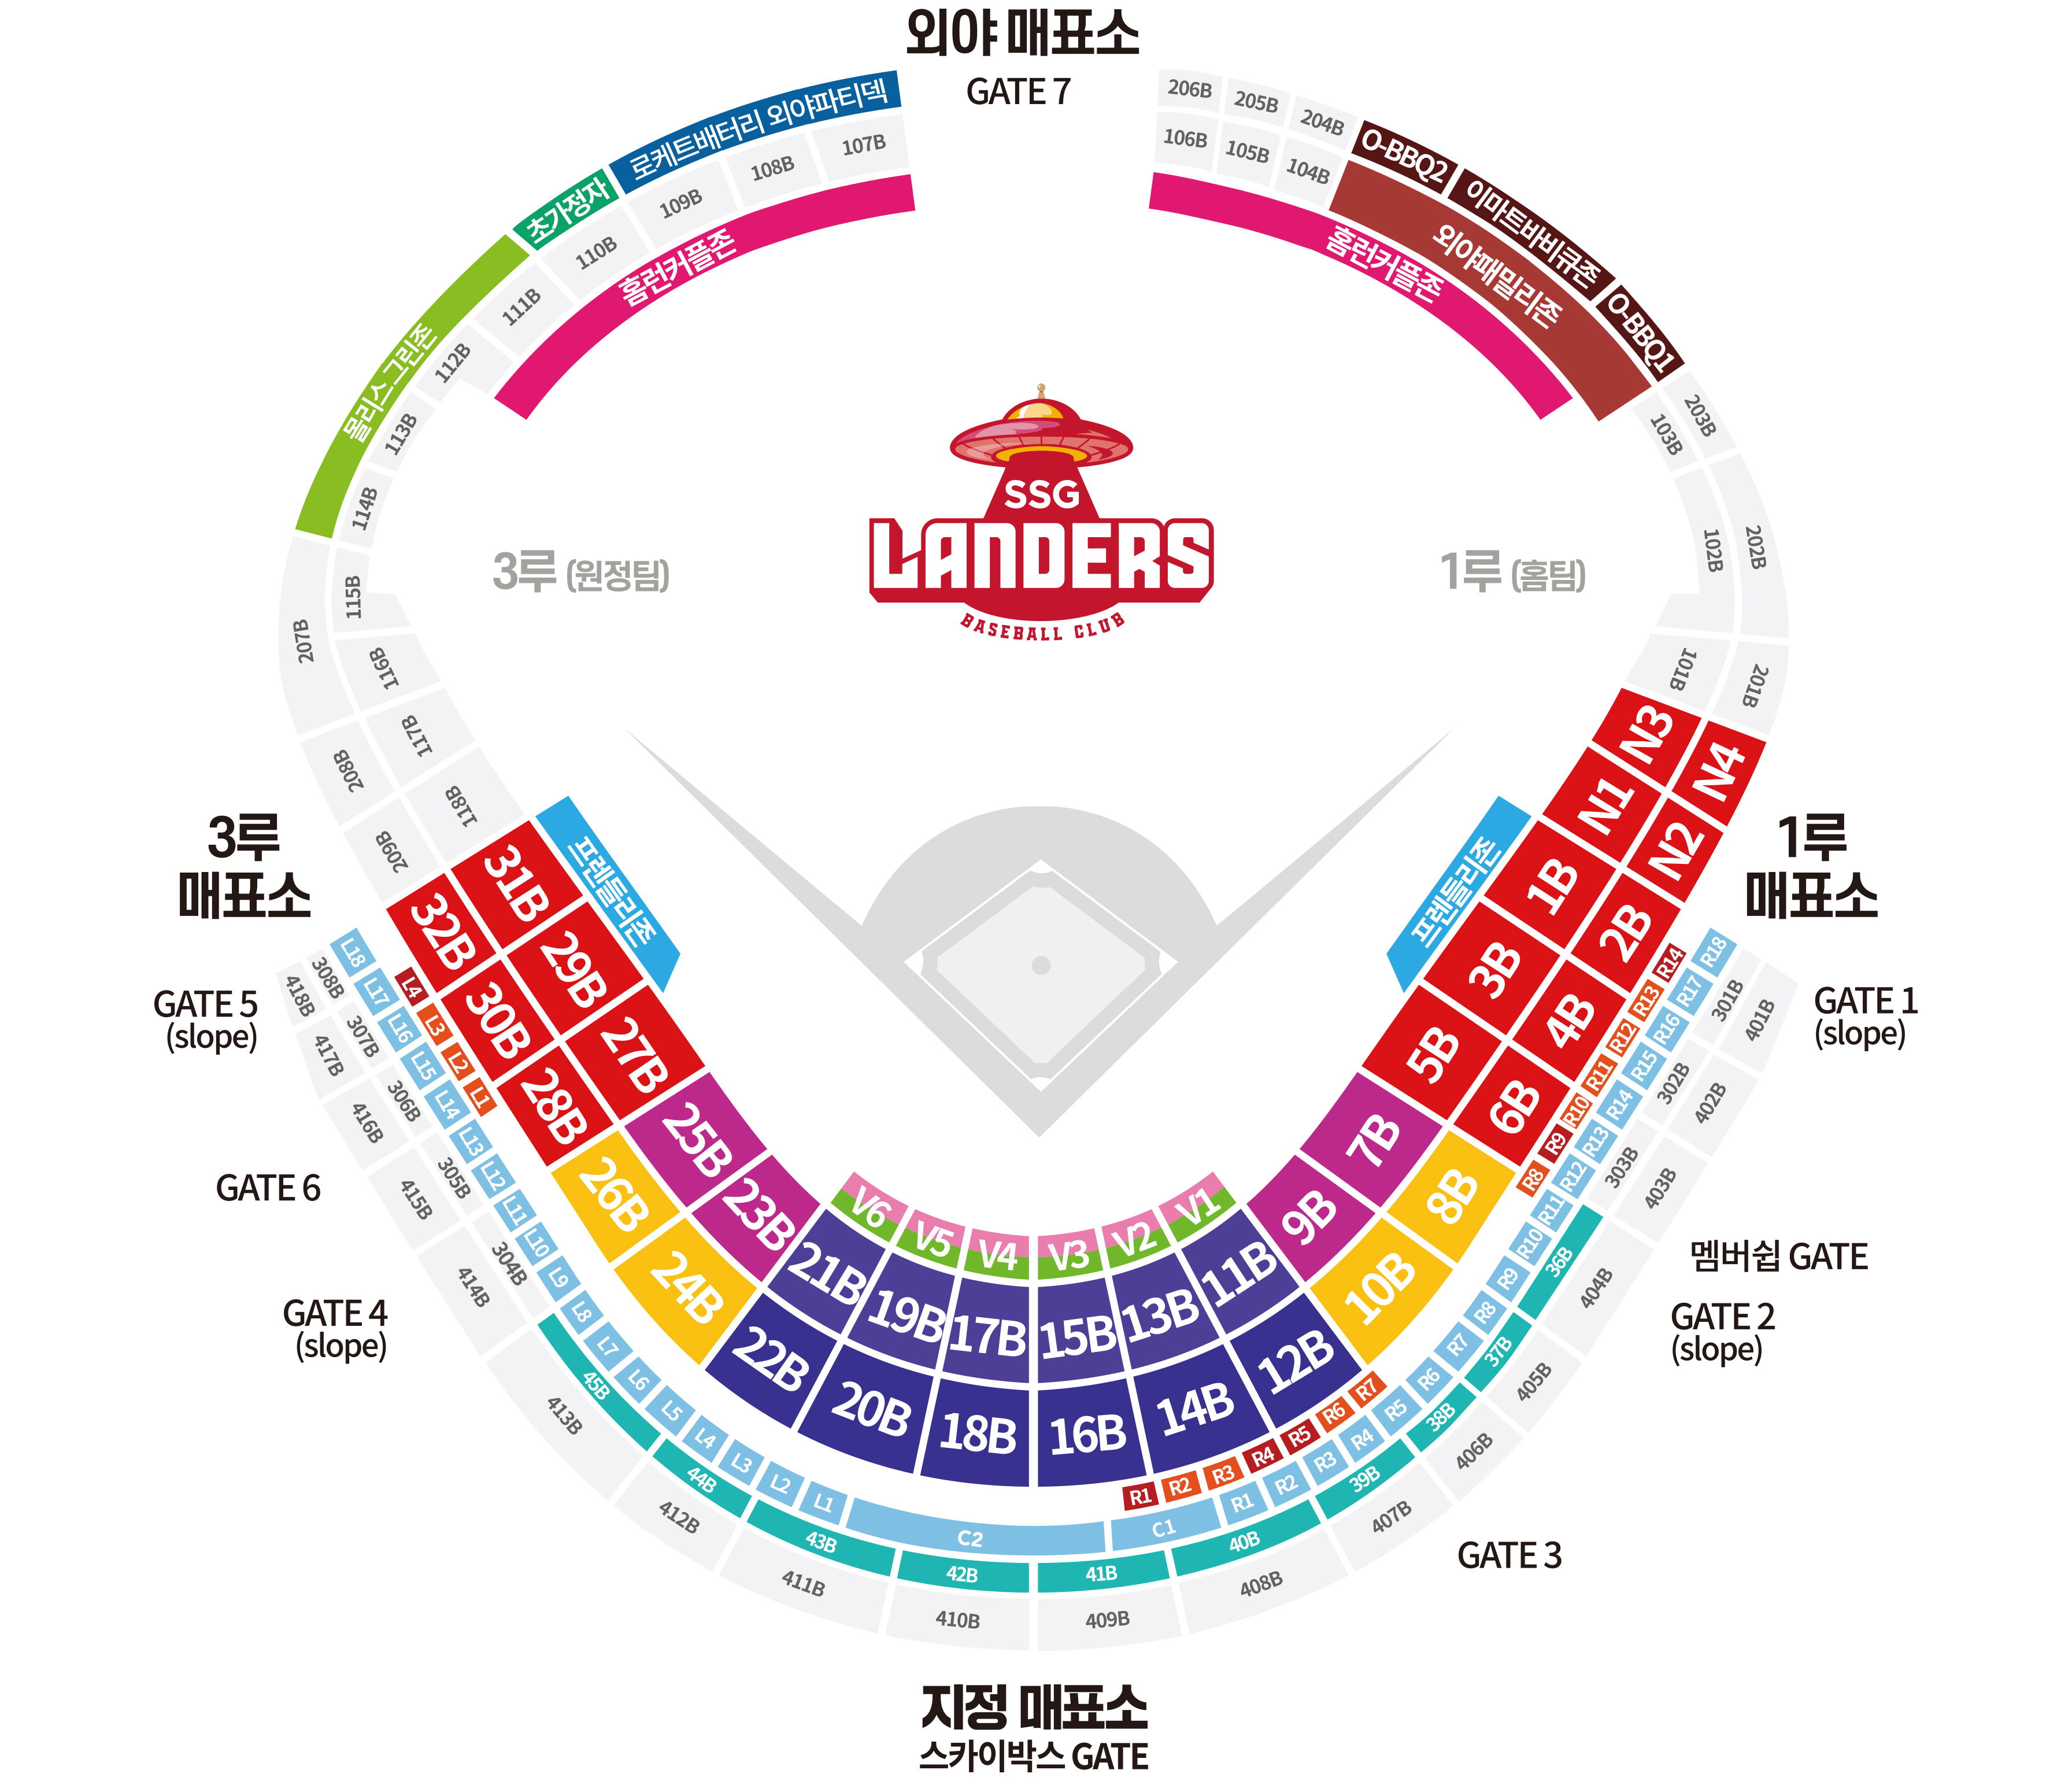 외야 매표소
GATE 7
206B
205B
204B
106B
105B
104B
O-BBQ2
이마트바비큐존
O-BBQ1
외야패밀리존
홈런커플존
로케트배터리 외야파티덱
107B
108B
109B
초가정자
110B
111B
112B
113B
114B
115B
홈런커플존
몰리스 그린존
203B
103B
202B
102B
201B
101B
SSG
LANDERS
BASEBALL CLUB
3루 (원정팀)
1루 (홈팀)
207B
116B
117B
118B
208B
209B
3루
매표소
1루
매표소
N3
N4
N1
N2
프렌들리존
프렌들리존
31B
32B
29B
30B
27B
28B
25B
26B
23B
24B
21B
22B
19B
20B
17B
18B
15B
16B
13B
14B
11B
12B
9B
10B
7B
8B
5B
6B
3B
4B
1B
2B
V6
V5
V4
V3
V2
V1
L4
L3
L2
L1
L18
L17
L16
L15
L14
L13
L12
L11
L10
L9
L8
L7
L6
L5
L4
L3
L2
L1
C2
C1
R1
R2
R3
R4
R5
R6
R7
R8
R9
R10
R11
R12
R13
R14
R15
R16
R17
R18
R1
R2
R3
R4
R5
R6
R7
R8
R9
R10
R11
R12
R13
R14
308B
307B
306B
305B
304B
301B
302B
303B
418B
417B
416B
415B
414B
413B
412B
411B
410B
409B
408B
407B
406B
405B
404B
403B
402B
401B
45B
44B
43B
42B
41B
40B
39B
38B
37B
36B
GATE 5
(slope)
GATE 6
GATE 4
(slope)
GATE 1
(slope)
멤버쉽 GATE
GATE 2
(slope)
GATE 3
지정 매표소
스카이박스 GATE